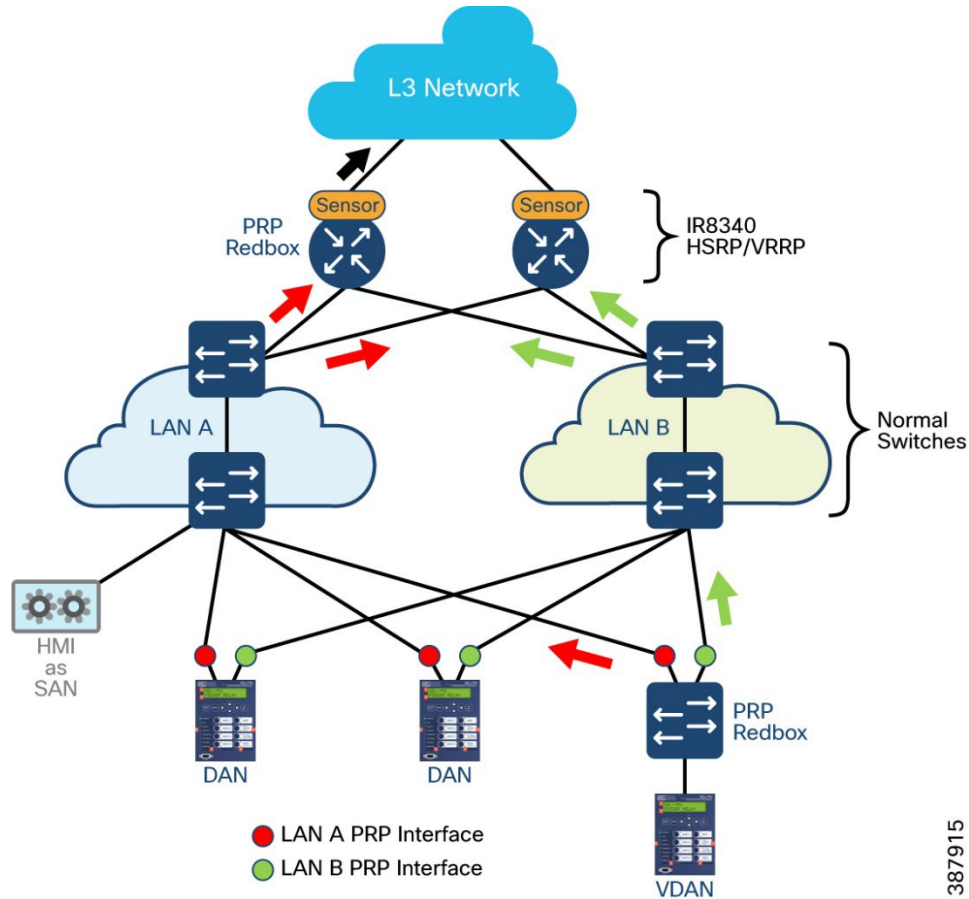 L3 Network
Sensor
Sensor
PRP
Redbox
IR8340
HSRP/VRRP
LAN A
LAN B
Normal
Switches
HMI
as
SAN
DAN
DAN
PRP
Redbox
VDAN
LAN A PRP Interface
LAN B PRP Interface
387915